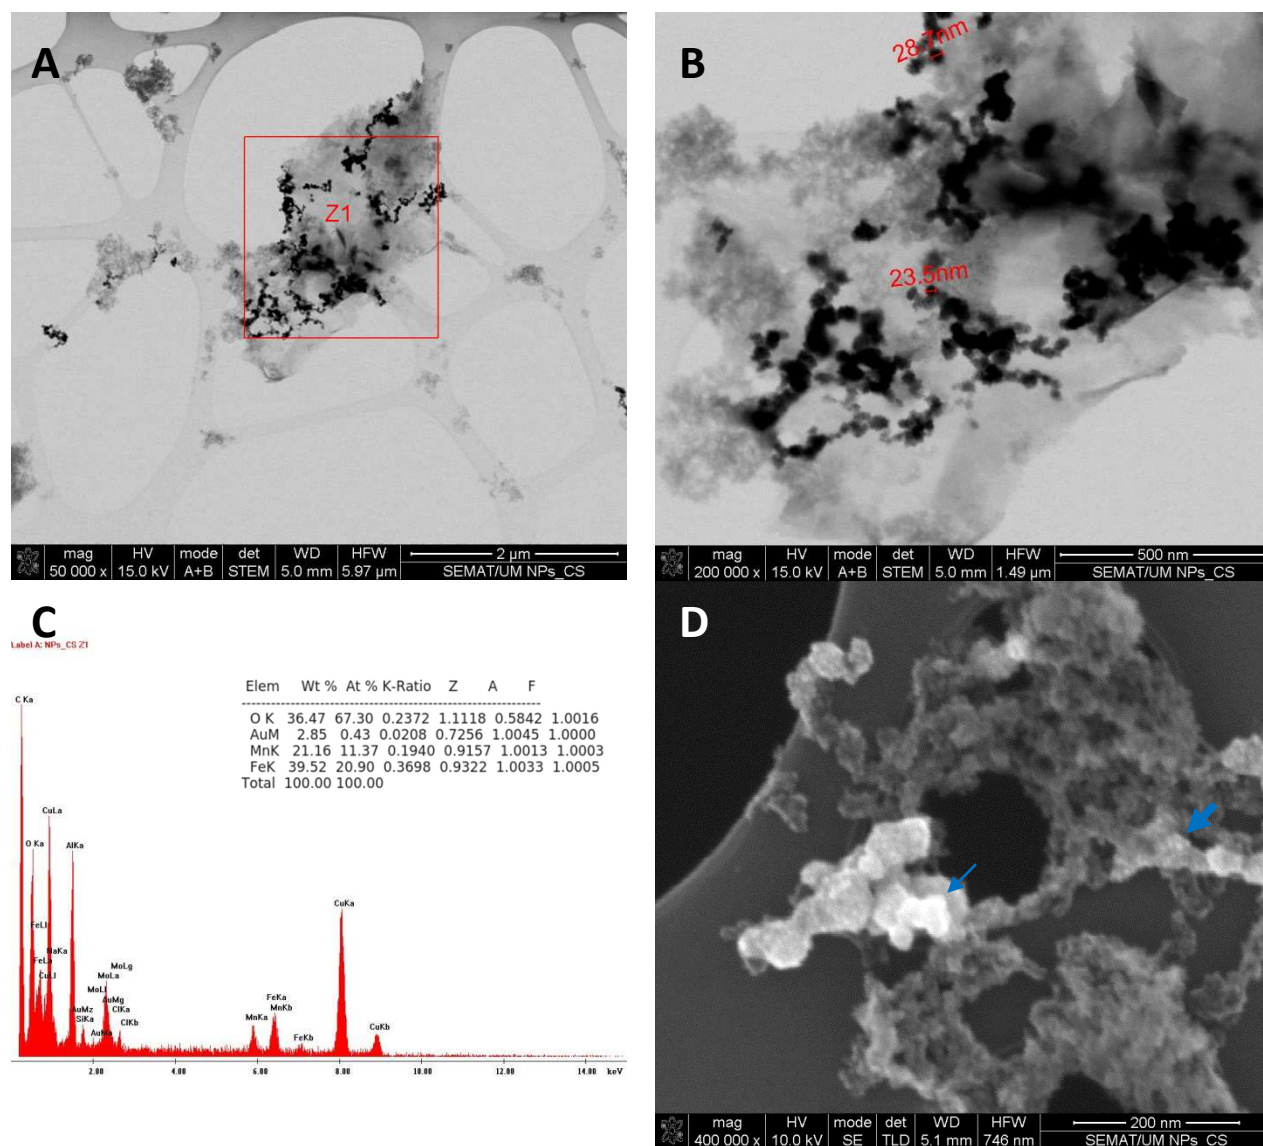 A
Z1
mag HV mode det WD HFW 2 µm
50 000 x 15.0 kV A+B STEM 5.0 mm 5.97 µm SEMAT/UM NPs_CS
B
28.7nm
23.5nm
mag HV mode det WD HFW 500 nm
200 000 x 15.0 kV A+B STEM 5.0 mm 1.49 µm SEMAT/UM NPs_CS
C
Label A: NPs_CS Z1
Elem Wt % At % K-Ratio Z A F
O K 36.47 67.30 0.2372 1.1118 0.5842 1.0016
AuM 2.85 0.43 0.0208 0.7256 1.0045 1.0000
MnK 21.16 11.37 0.1940 0.9157 1.0013 1.0003
FeK 39.52 20.90 0.3698 0.9322 1.0033 1.0005
Total 100.00 100.00
C Ka
CuLa
O Ka
AlKa
FeLl
NaKa
FeLa
CuLl
MoLg
MoLa
MoLl
AuMg
AuMz
ClKa
SiKa
ClKb
AuMa
CuKa
FeKa
MnKb
MnKa
FeKb
CuKb
2.00 4.00 6.00 8.00 10.00 12.00 14.00 keV
D
mag HV mode det WD HFW 200 nm
400 000 x 10.0 kV SE TLD 5.1 mm 746 nm SEMAT/UM NPs_CS